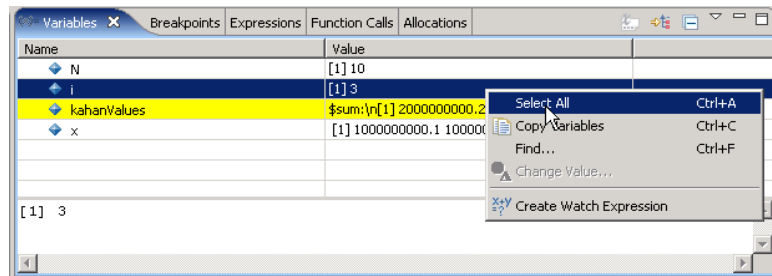 Variables Breakpoints Expressions Function Calls Allocations
Name Value
N [1] 10
i [1] 3
kahanValues $sum:\n[1] 2000000000.2
x [1] 1000000000.1 10000
Select All Ctrl+A
Copy Variables Ctrl+C
Find... Ctrl+F
Change Value...
Create Watch Expression
[1] 3